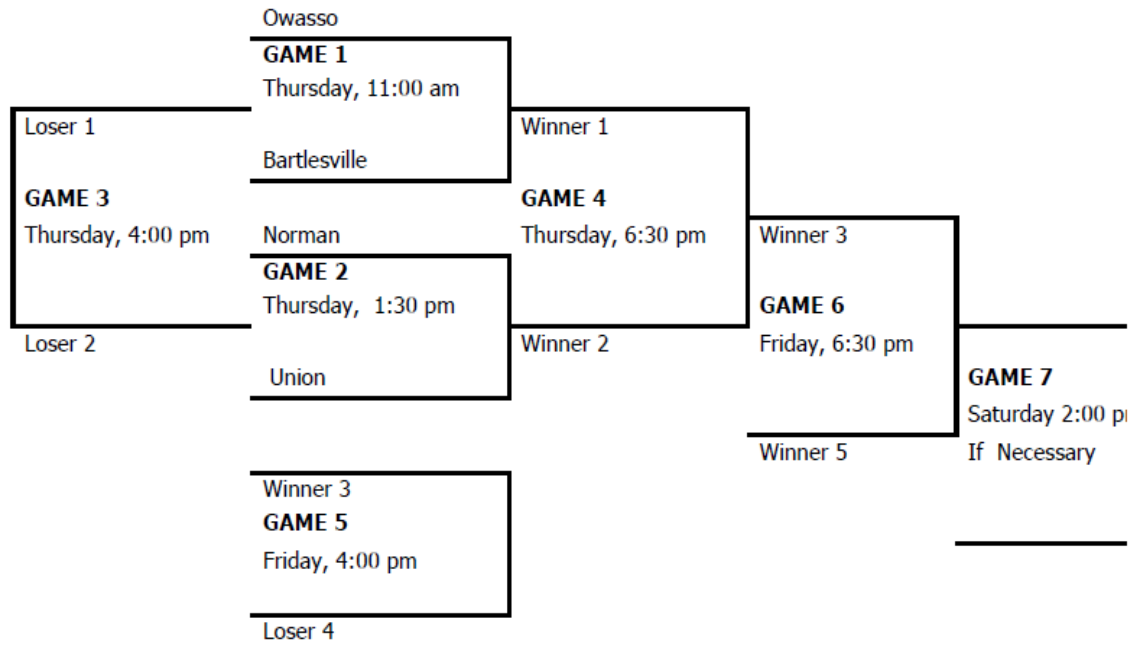 Owasso
GAME 1
Thursday, 11:00 am
Loser 1
Winner 1
Bartlesville
GAME 3
GAME 4
Thursday, 4:00 pm
Norman
Thursday, 6:30 pm
Winner 3
GAME 2
Thursday, 1:30 pm
GAME 6
Loser 2
Winner 2
Friday, 6:30 pm
Union
GAME 7
Saturday 2:00 p
Winner 5
If Necessary
Winner 3
GAME 5
Friday, 4:00 pm
Loser 4